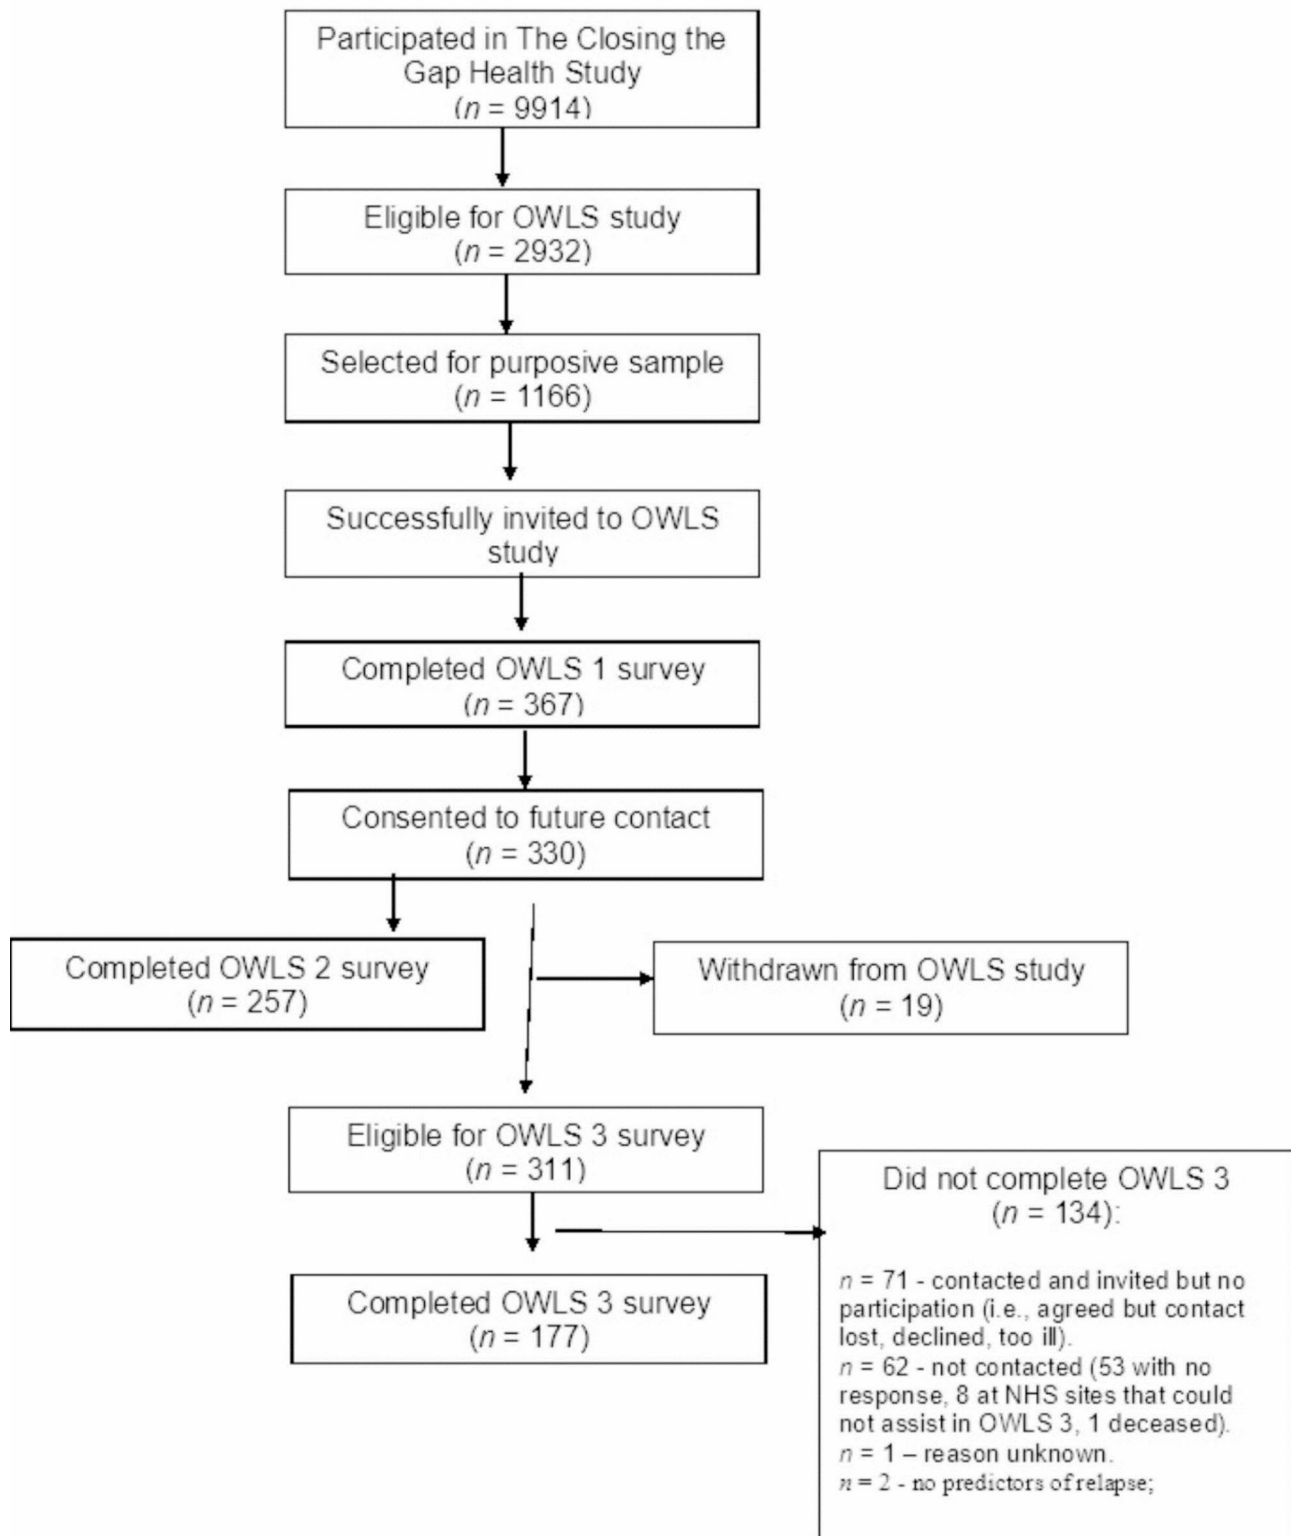 Participated in The Closing the
Gap Health Study
(n = 9914)
Eligible for OWLS study
(n = 2932)
Selected for purposive sample
(n = 1166)
Successfully invited to OWLS
study
Completed OWLS 1 survey
(n = 367)
Consented to future contact
(n = 330)
Completed OWLS 2 survey
(n = 257)
Withdrawn from OWLS study
(n = 19)
Eligible for OWLS 3 survey
(n = 311)
Completed OWLS 3 survey
(n = 177)
Did not complete OWLS 3
(n = 134):
n = 71 - contacted and invited but no
participation (i.e., agreed but contact
lost, declined, too ill).
n = 62 - not contacted (53 with no
response, 8 at NHS sites that could
not assist in OWLS 3, 1 deceased).
n = 1 – reason unknown.
n = 2 - no predictors of relapse;